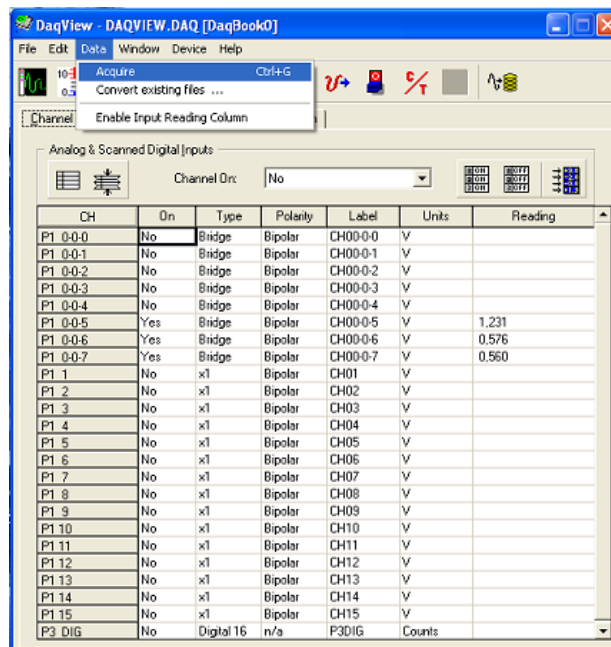 DaqView - DAQVIEW.DAQ [DaqBook0]
File Edit Data Window Device Help
Acquire Ctrl+G
Convert existing files ...
Enable Input Reading Column
Channel
Analog & Scanned Digital Inputs
Channel On: No
CH On Type Polarity Label Units Reading
P1 0-0-0 No Bridge Bipolar CH00-0-0 V
P1 0-0-1 No Bridge Bipolar CH00-0-1 V
P1 0-0-2 No Bridge Bipolar CH00-0-2 V
P1 0-0-3 No Bridge Bipolar CH00-0-3 V
P1 0-0-4 No Bridge Bipolar CH00-0-4 V
P1 0-0-5 Yes Bridge Bipolar CH00-0-5 V 1,231
P1 0-0-6 Yes Bridge Bipolar CH00-0-6 V 0,576
P1 0-0-7 Yes Bridge Bipolar CH00-0-7 V 0,560
P1 1 No x1 Bipolar CH01 V
P1 2 No x1 Bipolar CH02 V
P1 3 No x1 Bipolar CH03 V
P1 4 No x1 Bipolar CH04 V
P1 5 No x1 Bipolar CH05 V
P1 6 No x1 Bipolar CH06 V
P1 7 No x1 Bipolar CH07 V
P1 8 No x1 Bipolar CH08 V
P1 9 No x1 Bipolar CH09 V
P1 10 No x1 Bipolar CH10 V
P1 11 No x1 Bipolar CH11 V
P1 12 No x1 Bipolar CH12 V
P1 13 No x1 Bipolar CH13 V
P1 14 No x1 Bipolar CH14 V
P1 15 No x1 Bipolar CH15 V
P3 DIG No Digital 16 n/a P3DIG Counts